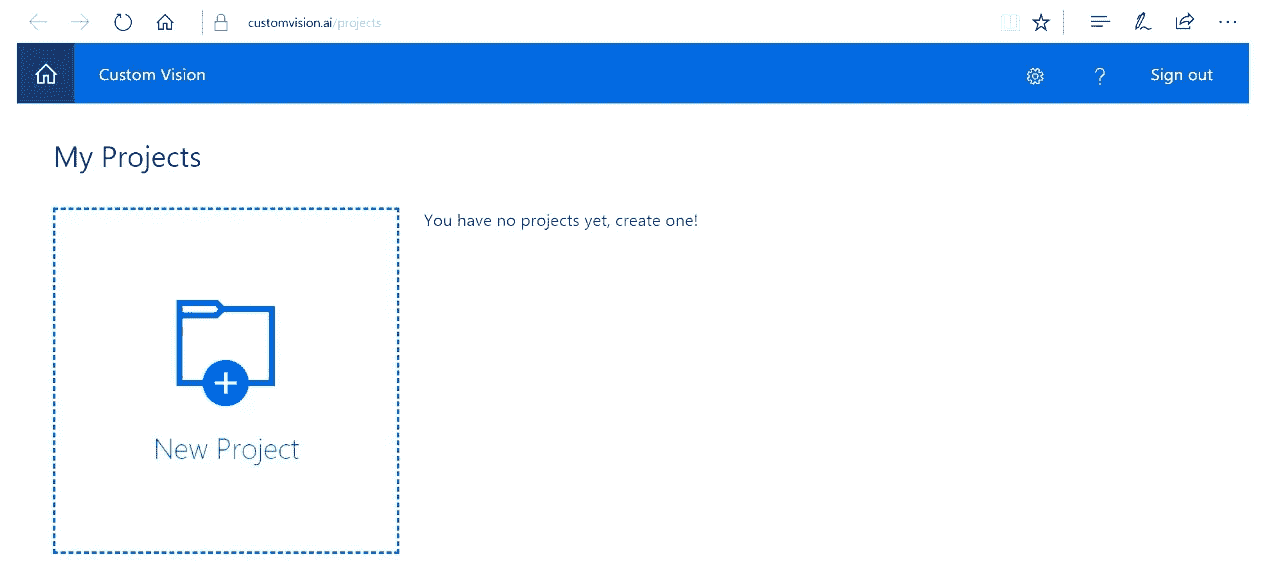 customvision.ai/projects
Custom Vision
? Sign out
My Projects
You have no projects yet, create one!
New Project